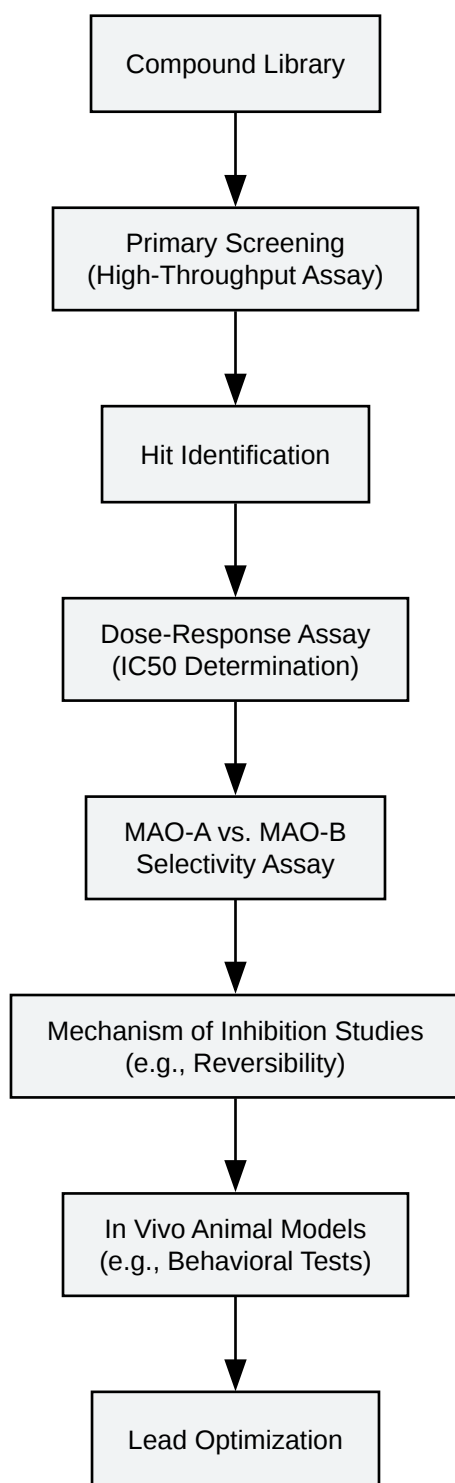 Compound Library
Primary Screening
(High-Throughput Assay)
Hit Identification
Dose-Response Assay
(IC50 Determination)
MAO-A vs. MAO-B
Selectivity Assay
Mechanism of Inhibition Studies
(e.g., Reversibility)
In Vivo Animal Models
(e.g., Behavioral Tests)
Lead Optimization